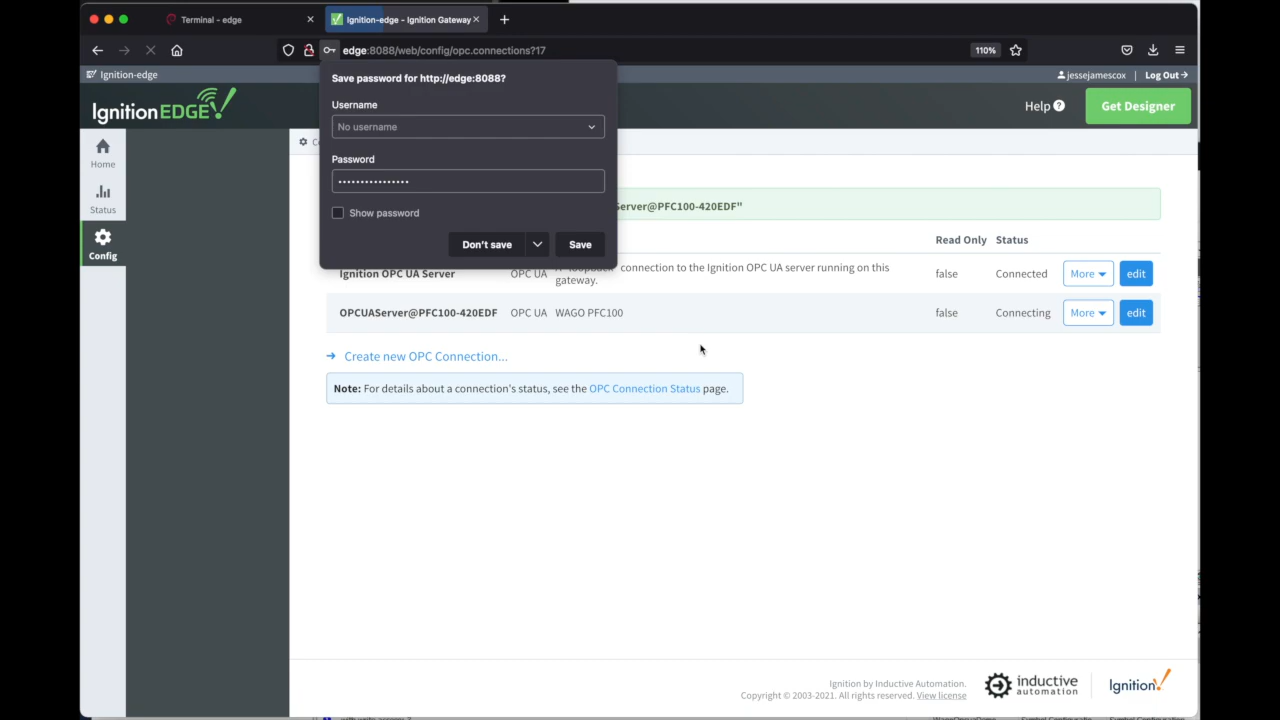 Terminal - edge
Ignition-edge - Ignition Gateway
edge:8088/web/config/opc.connections?17
110%
Ignition-edge
jessejamescox | Log Out
Ignition EDGE!
Help
Get Designer
Save password for http://edge:8088?
Username
No username
Password
Show password
Don't save
Save
Home
Status
Config
Server@PFC100-420EDF"
Read Only Status
Ignition OPC UA Server OPC UA A "loopback" connection to the Ignition OPC UA server running on this
gateway.
false Connected More edit
OPCUAServer@PFC100-420EDF OPC UA WAGO PFC100 false Connecting More edit
Create new OPC Connection...
Note: For details about a connection's status, see the OPC Connection Status page.
Ignition by Inductive Automation.
Copyright © 2003-2021. All rights reserved. View license
inductive
automation
Ignition!